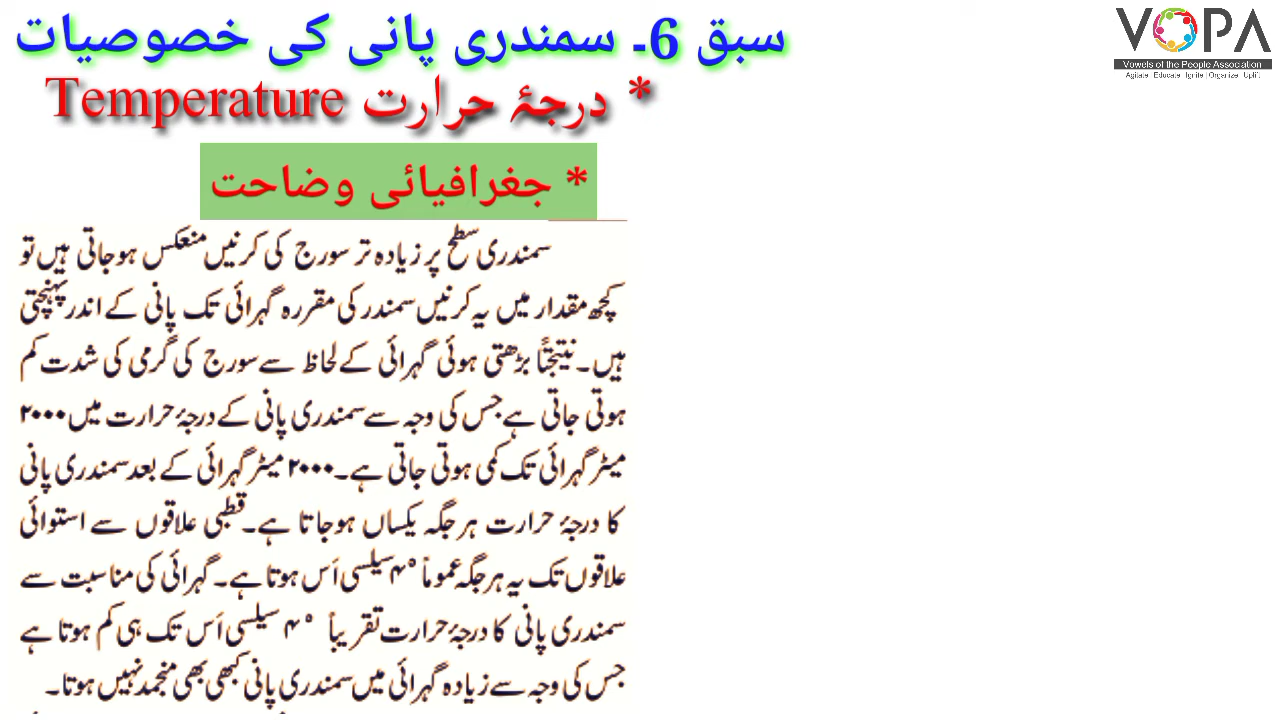 سبق 6۔ سمندری پانی کی خصوصیات
* درجۂ حرارت Temperature
* جغرافیائی وضاحت
سمندری سطح پر زیادہ تر سورج کی کرنیں منعکس ہوجاتی ہیں تو
کچھ مقدار میں یہ کرنیں سمندر کی مقررہ گہرائی تک پانی کے اندر پہنچتی
ہیں۔ نتیجتاً بڑھتی ہوئی گہرائی کے لحاظ سے سورج کی گرمی کی شدت کم
ہوتی جاتی ہے جس کی وجہ سے سمندری پانی کے درجۂ حرارت میں ۲۰۰۰
میٹر گہرائی تک کمی ہوتی جاتی ہے۔ ۲۰۰۰ میٹر گہرائی کے بعد سمندری پانی
کا درجۂ حرارت ہر جگہ یکساں ہوجاتا ہے۔ قطبی علاقوں سے استوائی
علاقوں تک یہ ہر جگہ عموماً ۴° سیلسی اَس ہوتا ہے۔ گہرائی کی مناسبت سے
سمندری پانی کا درجۂ حرارت تقریباً ۴° سیلسی اَس تک ہی کم ہوتا ہے
جس کی وجہ سے زیادہ گہرائی میں سمندری پانی کبھی بھی منجمد نہیں ہوتا۔
VOPA
Vowels of the People Association
Agitate | Educate | Ignite | Organize | Uplift